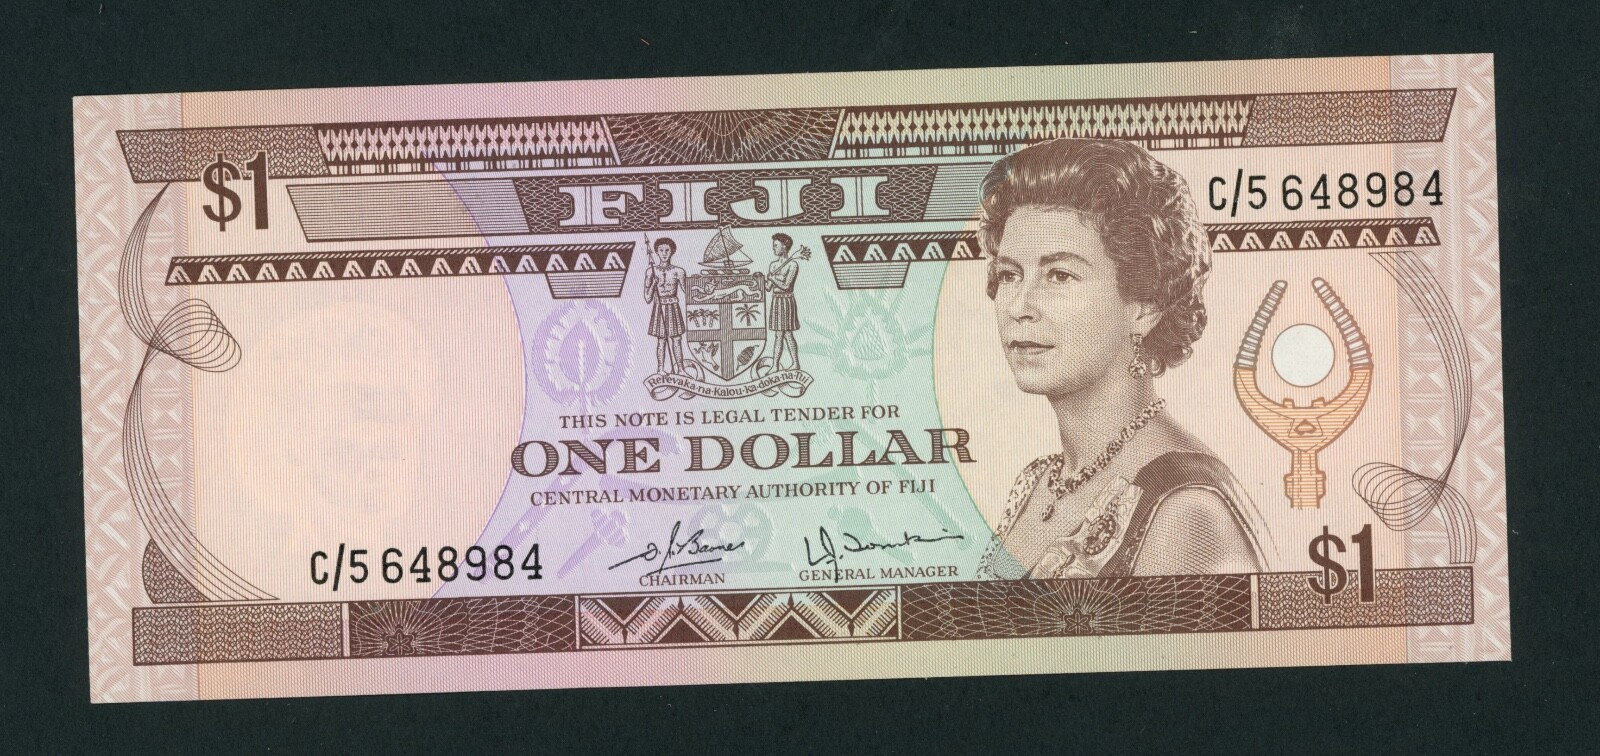 $1
FIJI
C/5 648984
Rerevaka-na-Kalou-ka-doka-na-Tui
THIS NOTE IS LEGAL TENDER FOR
ONE DOLLAR
CENTRAL MONETARY AUTHORITY OF FIJI
C/5 648984
CHAIRMAN
GENERAL MANAGER
$1